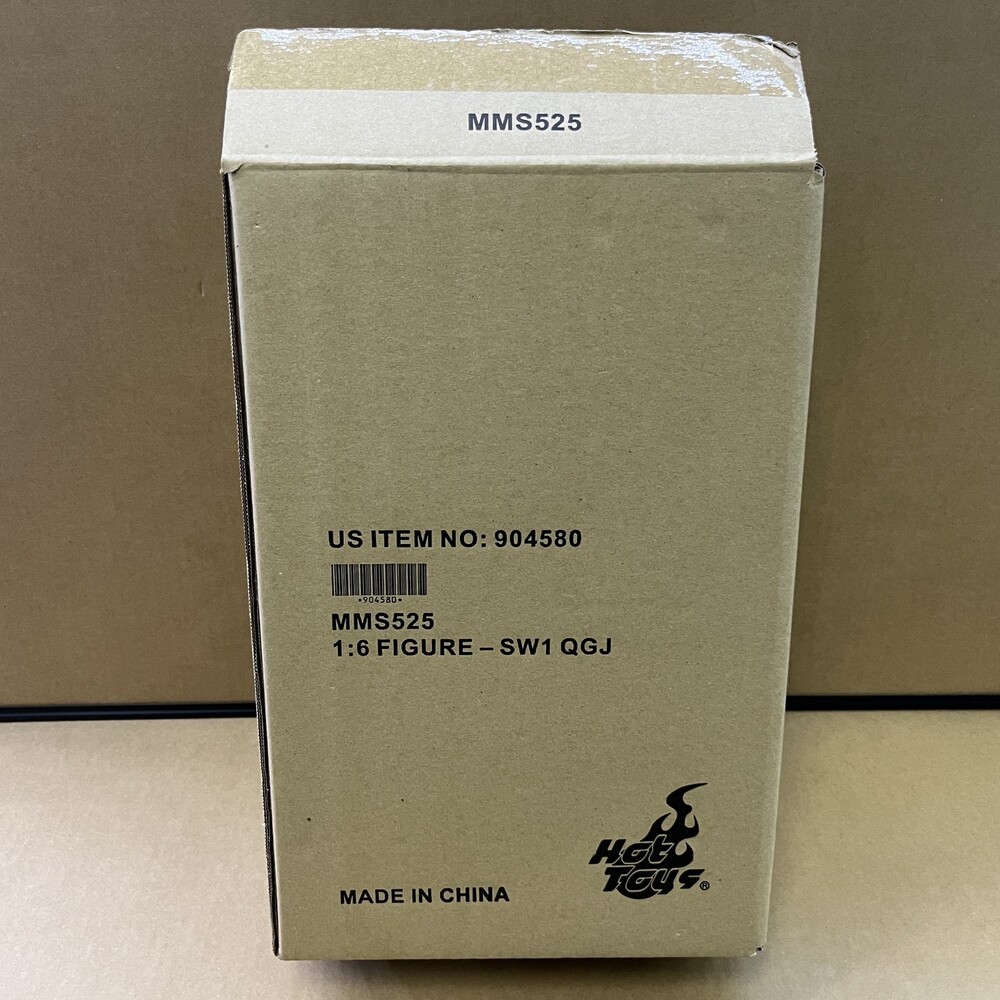 MMS525
US ITEM NO: 904580
*904580*
MMS525
1:6 FIGURE – SW1 QGJ
Hot
Toys®
MADE IN CHINA